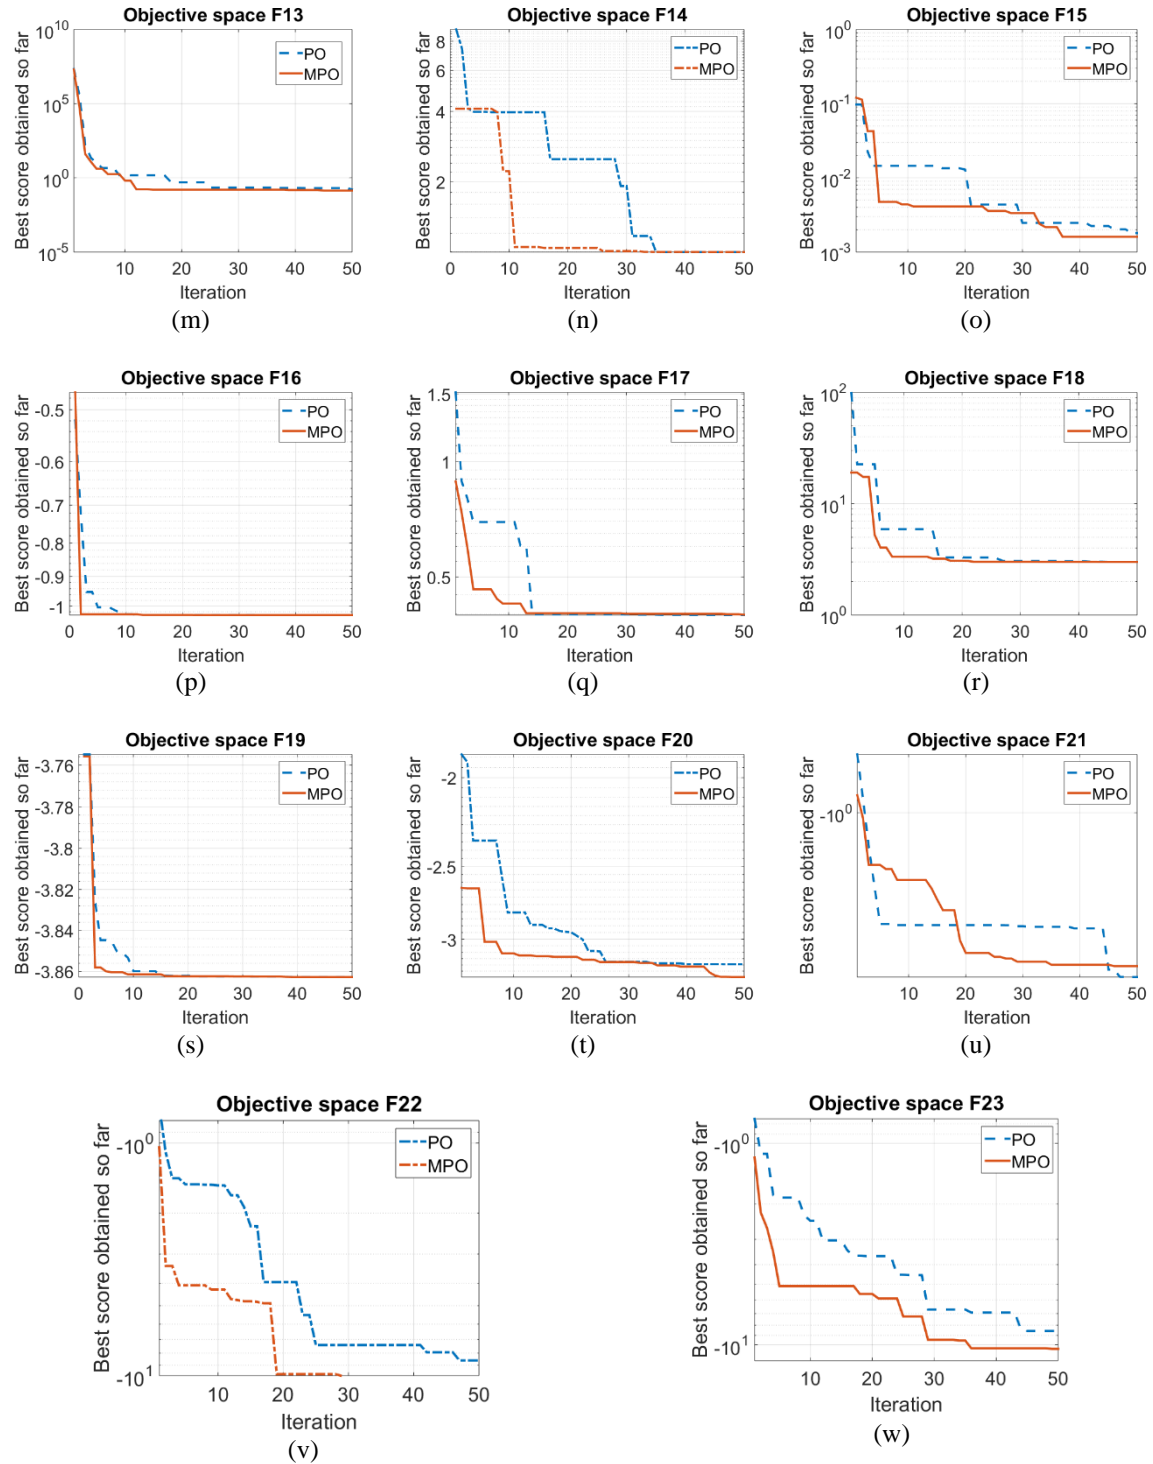 Objective space F13
Best score obtained so far
10^10
10^5
10^0
10^-5
10 20 30 40 50
Iteration
PO
MPO
(m)
Objective space F14
Best score obtained so far
8
6
4
2
0 10 20 30 40 50
Iteration
PO
MPO
(n)
Objective space F15
Best score obtained so far
10^0
10^-1
10^-2
10^-3
10 20 30 40 50
Iteration
PO
MPO
(o)
Objective space F16
Best score obtained so far
-0.5
-0.6
-0.7
-0.8
-0.9
-1
0 10 20 30 40 50
Iteration
PO
MPO
(p)
Objective space F17
Best score obtained so far
1.5
1
0.5
10 20 30 40 50
Iteration
PO
MPO
(q)
Objective space F18
Best score obtained so far
10^2
10^1
10^0
10 20 30 40 50
Iteration
PO
MPO
(r)
Objective space F19
Best score obtained so far
-3.76
-3.78
-3.8
-3.82
-3.84
-3.86
0 10 20 30 40 50
Iteration
PO
MPO
(s)
Objective space F20
Best score obtained so far
-2
-2.5
-3
10 20 30 40 50
Iteration
PO
MPO
(t)
Objective space F21
Best score obtained so far
-10^0
10 20 30 40 50
Iteration
PO
MPO
(u)
Objective space F22
Best score obtained so far
-10^0
-10^1
10 20 30 40 50
Iteration
PO
MPO
(v)
Objective space F23
Best score obtained so far
-10^0
-10^1
10 20 30 40 50
Iteration
PO
MPO
(w)